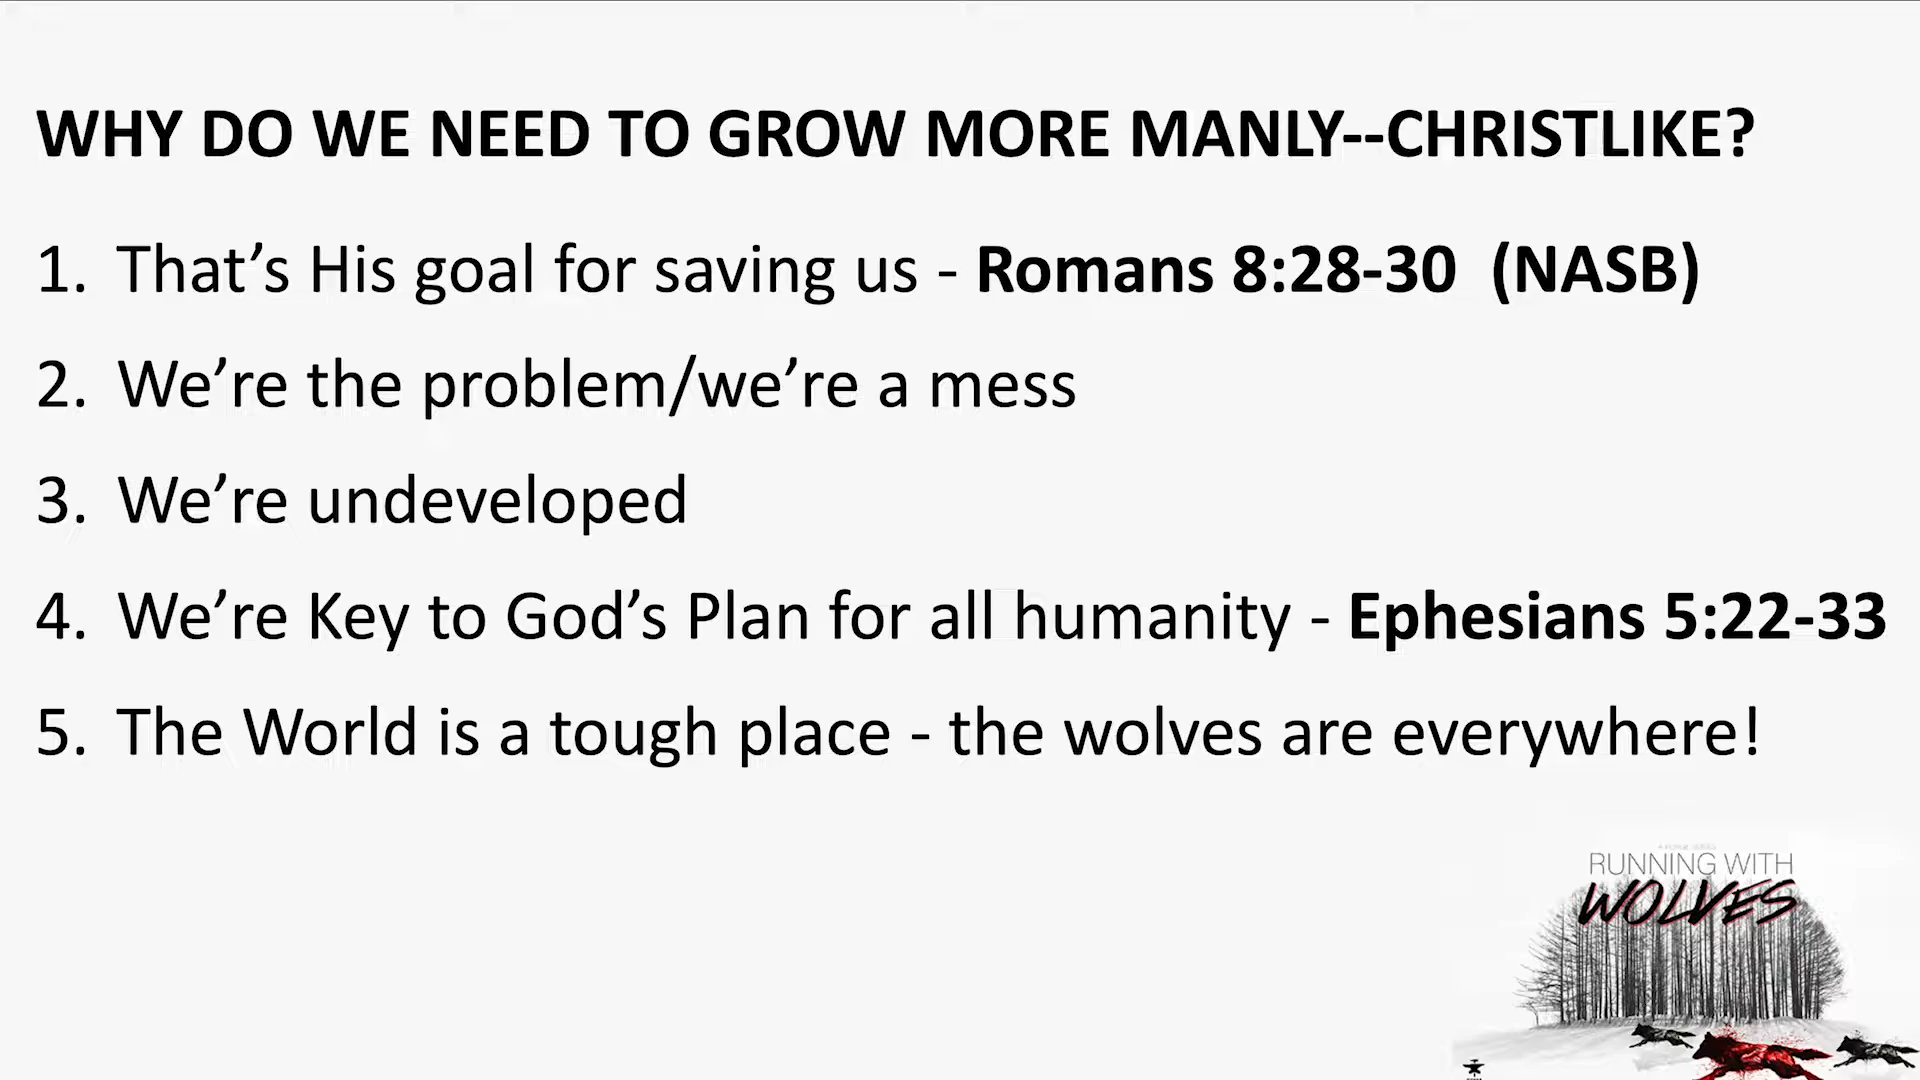 WHY DO WE NEED TO GROW MORE MANLY--CHRISTLIKE?
1. That’s His goal for saving us - Romans 8:28-30  (NASB)
2. We’re the problem/we’re a mess
3. We’re undeveloped
4. We’re Key to God’s Plan for all humanity - Ephesians 5:22-33
5. The World is a tough place - the wolves are everywhere!
RUNNING WITH
WOLVES